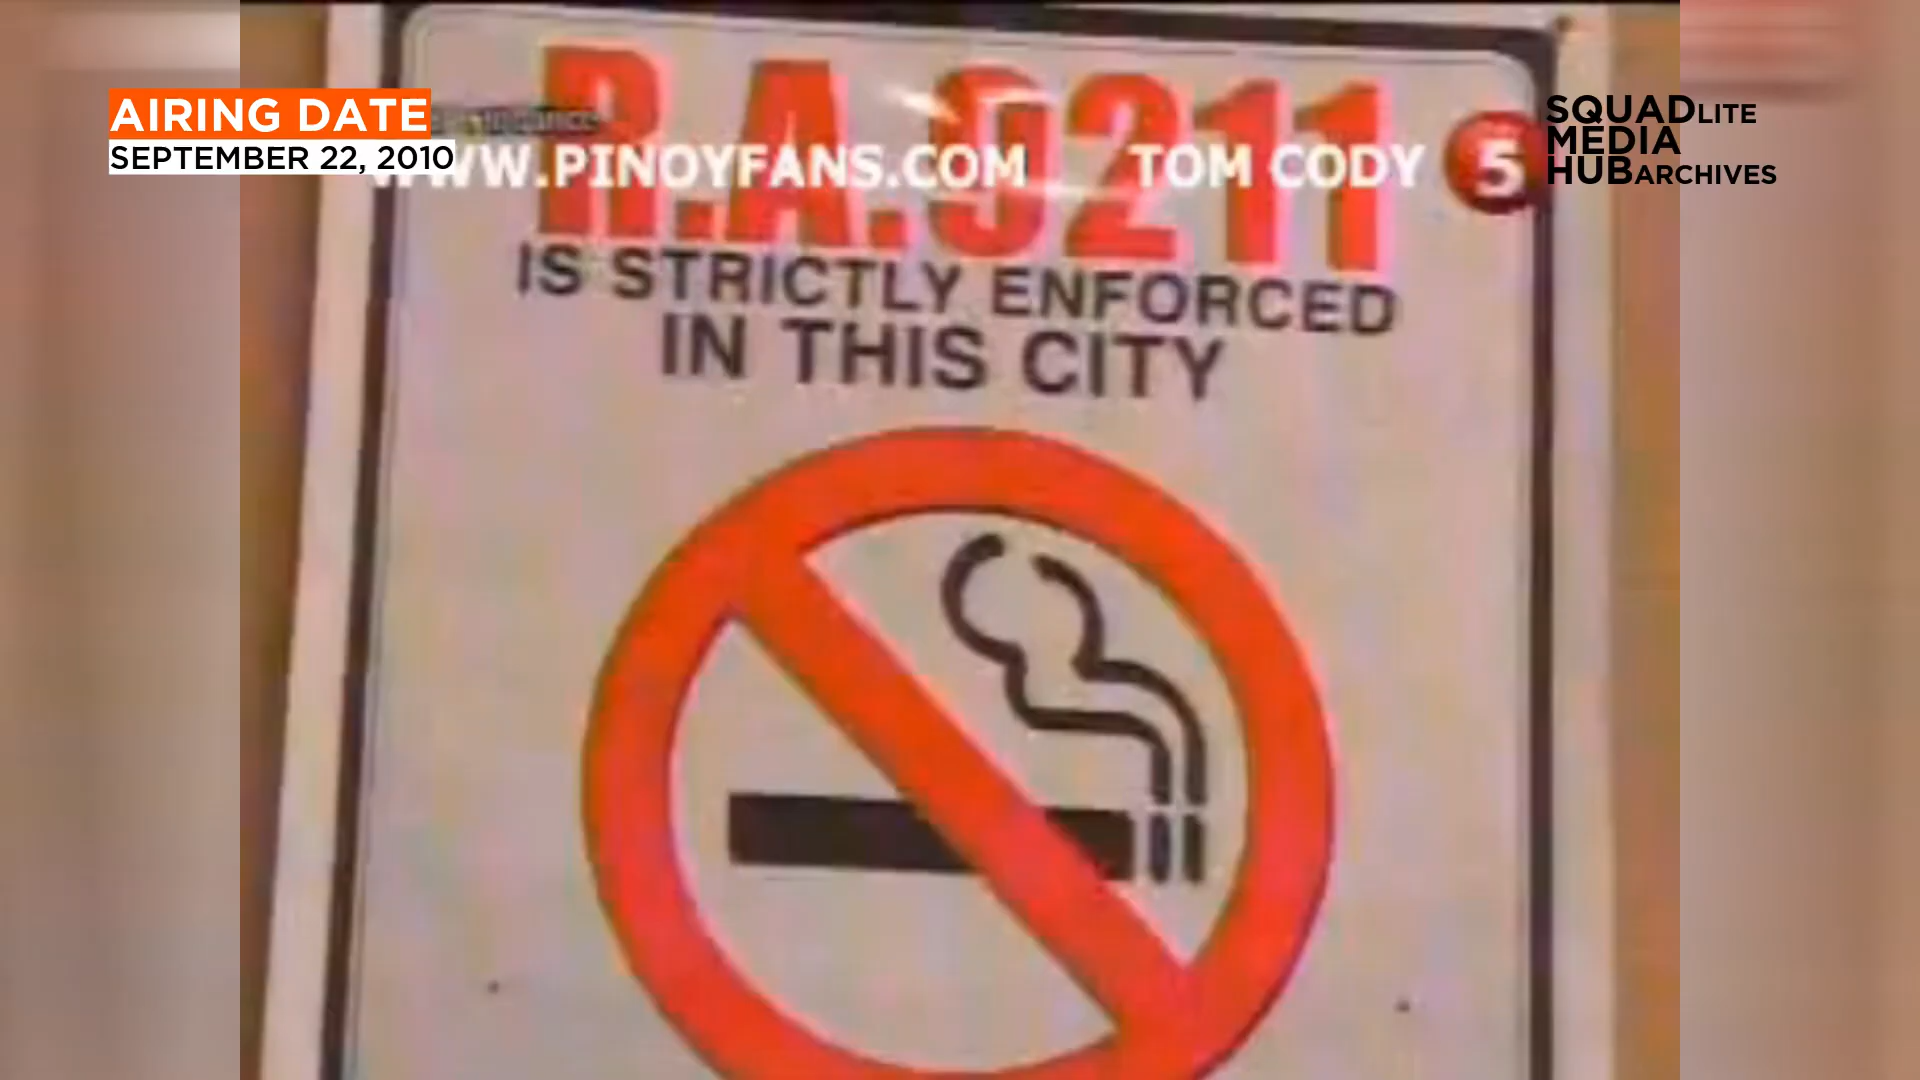 AIRING DATE
SEPTEMBER 22, 2010
WWW.PINOYFANS.COM
TOM CODY
5
SQUADLITE
MEDIA
HUBARCHIVES
R.A.9211
IS STRICTLY ENFORCED
IN THIS CITY